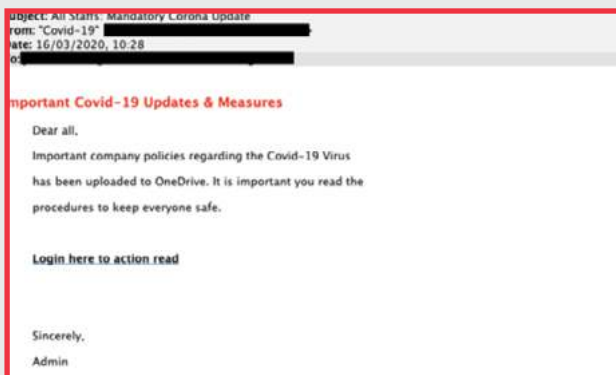 ubject: All Staffs: Mandatory Corona Update
rom: "Covid-19"
ate: 16/03/2020, 10:28
o:
mportant Covid-19 Updates & Measures
Dear all,
Important company policies regarding the Covid-19 Virus
has been uploaded to OneDrive. It is important you read the
procedures to keep everyone safe.
Login here to action read
Sincerely,
Admin